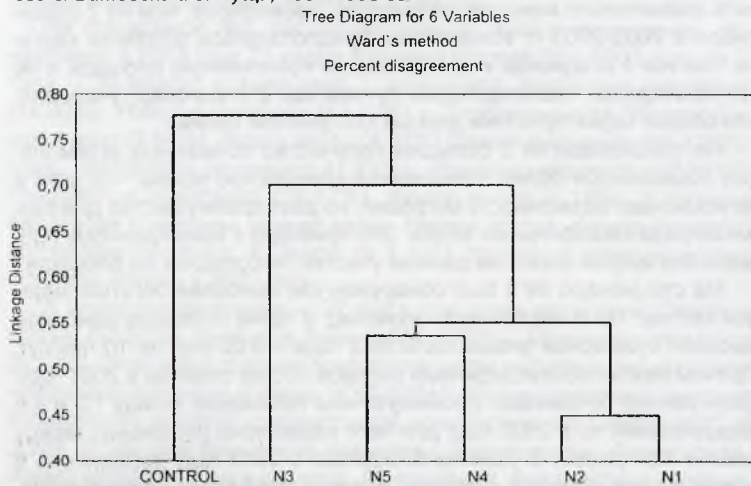 Tree Diagram for 6 Variables
Ward`s method
Percent disagreement
0,80
0,75
0,70
0,65
0,60
0,55
0,50
0,45
0,40
Linkage Distance
CONTROL N3 N5 N4 N2 N1